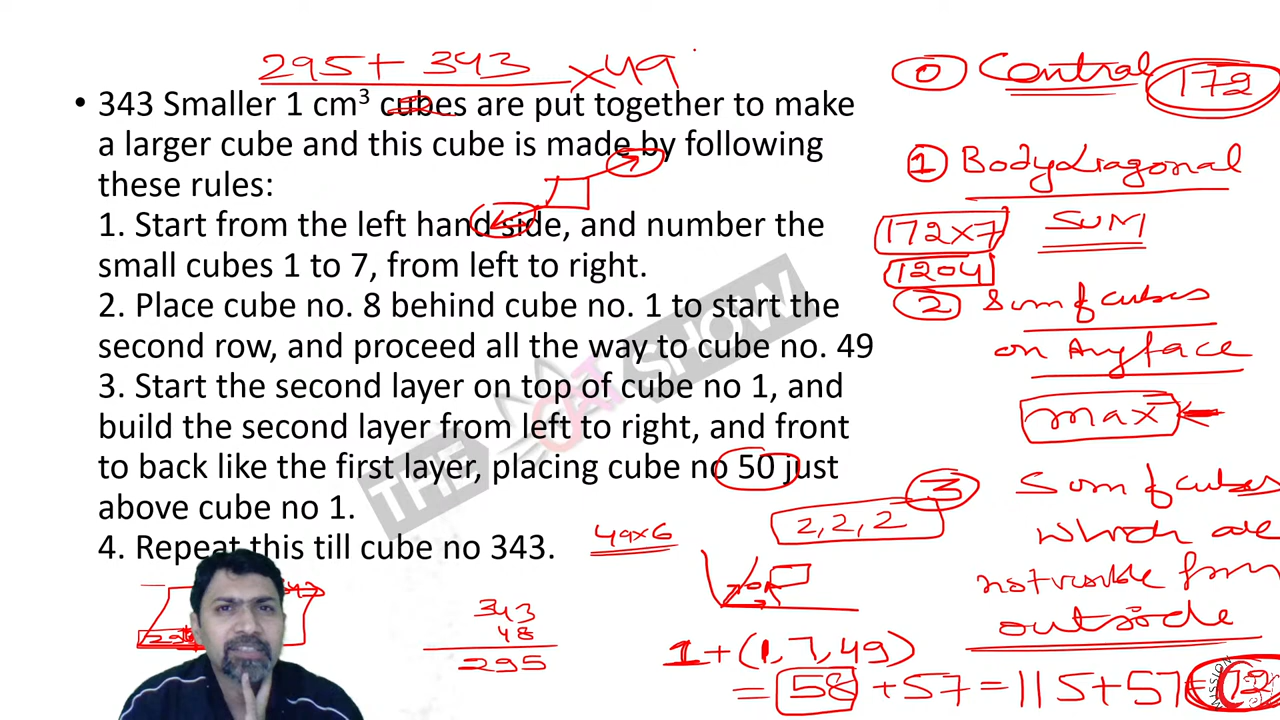 295 + 343 × 49
• 343 Smaller 1 cm³ cubes are put together to make
a larger cube and this cube is made by following
these rules:
1. Start from the left hand side, and number the
small cubes 1 to 7, from left to right.
2. Place cube no. 8 behind cube no. 1 to start the
second row, and proceed all the way to cube no. 49
3. Start the second layer on top of cube no 1, and
build the second layer from left to right, and front
to back like the first layer, placing cube no 50 just
above cube no 1.
4. Repeat this till cube no 343.
THE CAT SHOW
49×6
343
48
295
0 Central 172
1 Bodydiagonal
SUM
172×7
1204
2 Sum of cubes
on Any face
max
3 Sum of cubes
which are
not visible from
outside
2,2,2
1+(1,7,49)
= 58 +57 = 115+57 =